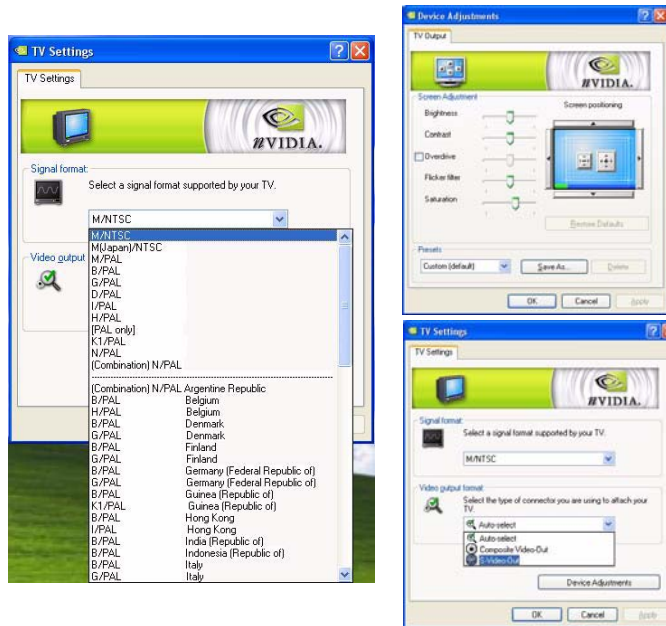 TV Settings
TV Settings
NVIDIA.
Signal format:
Select a signal format supported by your TV.
M/NTSC
M/NTSC
M(Japan)/NTSC
M/PAL
B/PAL
G/PAL
D/PAL
I/PAL
H/PAL
[PAL only]
K1/PAL
N/PAL
(Combination) N/PAL
(Combination) N/PAL Argentine Republic
B/PAL Belgium
H/PAL Belgium
B/PAL Denmark
G/PAL Denmark
B/PAL Finland
G/PAL Finland
B/PAL Germany (Federal Republic of)
G/PAL Germany (Federal Republic of)
B/PAL Guinea (Republic of)
K1/PAL Guinea (Republic of)
B/PAL Hong Kong
I/PAL Hong Kong
B/PAL India (Republic of)
B/PAL Indonesia (Republic of)
B/PAL Italy
G/PAL Italy
Video output
Device Adjustments
TV Output
NVIDIA.
Screen Adjustment
Brightness
Contrast
Overdrive
Flicker filter
Saturation
Screen positioning
Restore Defaults
Presets
Custom (default)
Save As...
Delete
OK
Cancel
Apply
TV Settings
TV Settings
NVIDIA.
Signal format:
Select a signal format supported by your TV.
M/NTSC
Video output format:
Select the type of connector you are using to attach your
TV.
Auto-select
Auto-select
Composite Video-Out
S-Video-Out
Device Adjustments
OK
Cancel
Apply